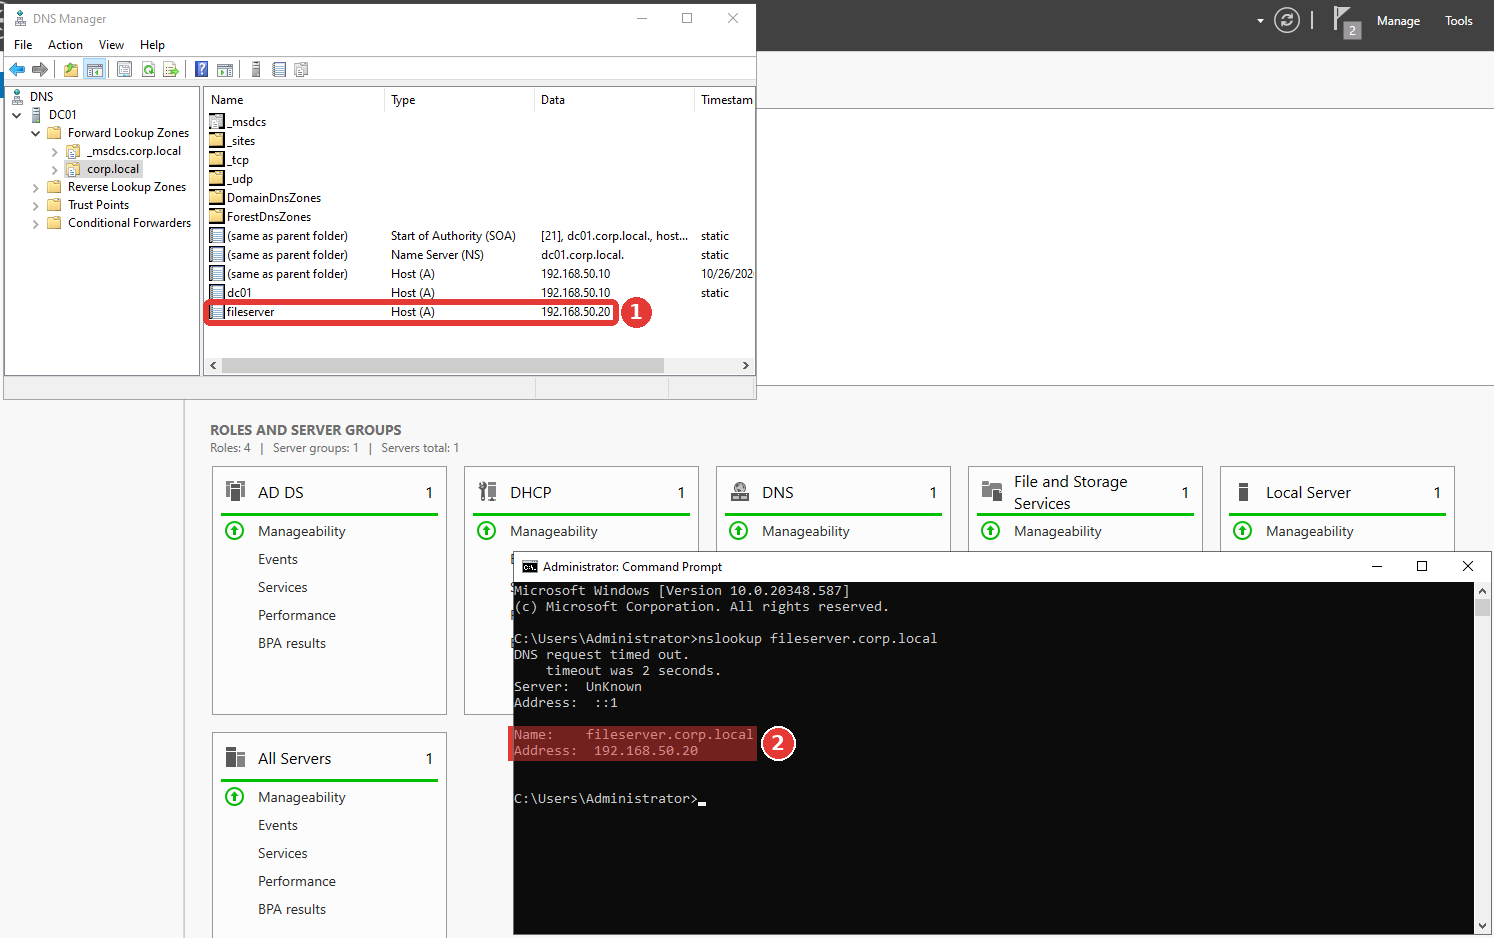 DNS Manager
File Action View Help
2 Manage Tools
DNS
DC01
Forward Lookup Zones
_msdcs.corp.local
corp.local
Reverse Lookup Zones
Trust Points
Conditional Forwarders
Name Type Data Timestam
_msdcs
_sites
_tcp
_udp
DomainDnsZones
ForestDnsZones
(same as parent folder) Start of Authority (SOA) [21], dc01.corp.local., host... static
(same as parent folder) Name Server (NS) dc01.corp.local. static
(same as parent folder) Host (A) 192.168.50.10 10/26/202
dc01 Host (A) 192.168.50.10 static
fileserver Host (A) 192.168.50.20 1
ROLES AND SERVER GROUPS
Roles: 4 | Server groups: 1 | Servers total: 1
AD DS 1
Manageability
Events
Services
Performance
BPA results
DHCP 1
Manageability
DNS 1
Manageability
File and Storage
Services 1
Manageability
Local Server 1
Manageability
All Servers 1
Manageability
Events
Services
Performance
BPA results
Administrator: Command Prompt
Microsoft Windows [Version 10.0.20348.587]
(c) Microsoft Corporation. All rights reserved.
C:\Users\Administrator>nslookup fileserver.corp.local
DNS request timed out.
timeout was 2 seconds.
Server: UnKnown
Address: ::1
Name: fileserver.corp.local
Address: 192.168.50.20
2
C:\Users\Administrator>